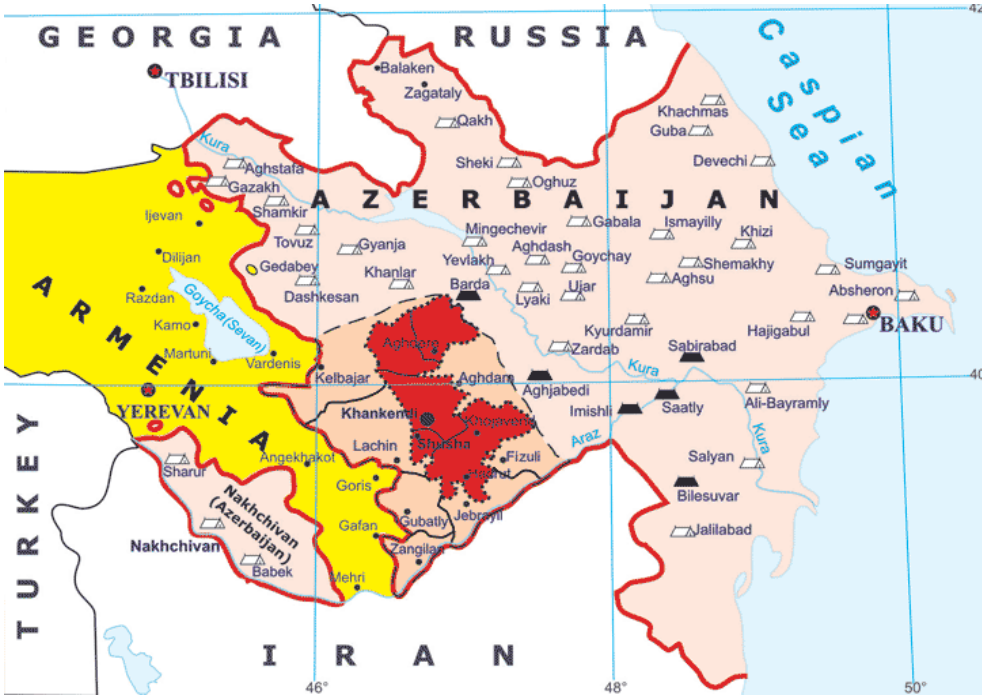 42
GEORGIA
RUSSIA
Caspian
Sea
TBILISI
Balaken
Zagataly
Qakh
Khachmas
Guba
Kura
Aghstafa
Gazakh
Sheki
Oghuz
Devechi
AZERBAIJAN
Shamkir
Ijevan
Tovuz
Gyanja
Mingechevir
Gabala
Ismayilly
Khizi
Dilijan
Gedabey
Khanlar
Yevlakh
Aghdash
Goychay
Shemakhy
Sumgayit
Dashkesan
Barda
Lyaki
Ujar
Aghsu
Absheron
ARMENIA
Razdan
Goycha(Sevan)
Kamo
Kyurdamir
Hajigabul
BAKU
Martuni
Vardenis
Aghdara
Zardab
Sabirabad
Kelbajar
Aghdam
Aghjabedi
Kura
40
YEREVAN
Khankendi
Khojavend
Imishli
Saatly
Ali-Bayramly
TURKEY
Shusha
Araz
Kura
Sharur
Angekhakot
Lachin
Fizuli
Salyan
Nakhchivan
(Azerbaijan)
Goris
Hadrut
Bilesuvar
Gafan
Gubatly
Jebrayil
Jalilabad
Nakhchivan
Zangilan
Babek
Mehri
IRAN
46°
48°
50°